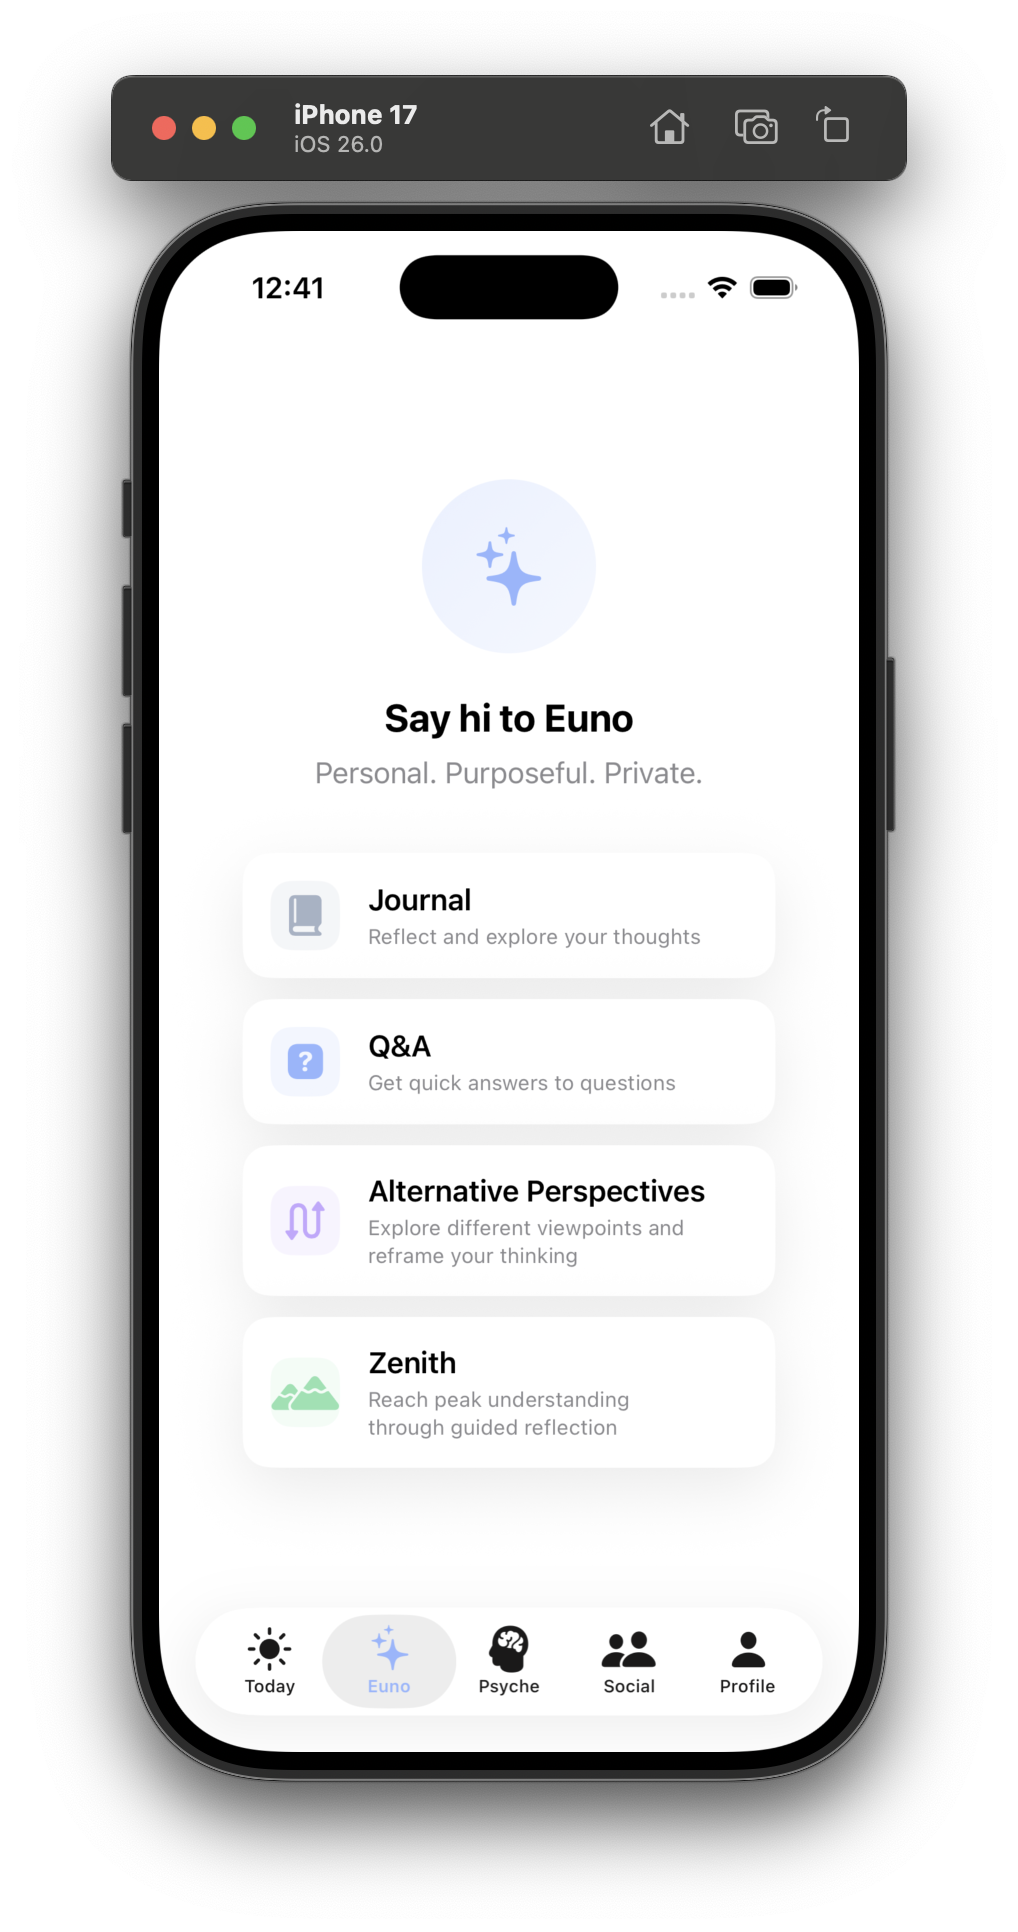 iPhone 17
iOS 26.0
12:41
Say hi to Euno
Personal. Purposeful. Private.
Journal
Reflect and explore your thoughts
?
Q&A
Get quick answers to questions
Alternative Perspectives
Explore different viewpoints and
reframe your thinking
Zenith
Reach peak understanding
through guided reflection
Today
Euno
Psyche
Social
Profile